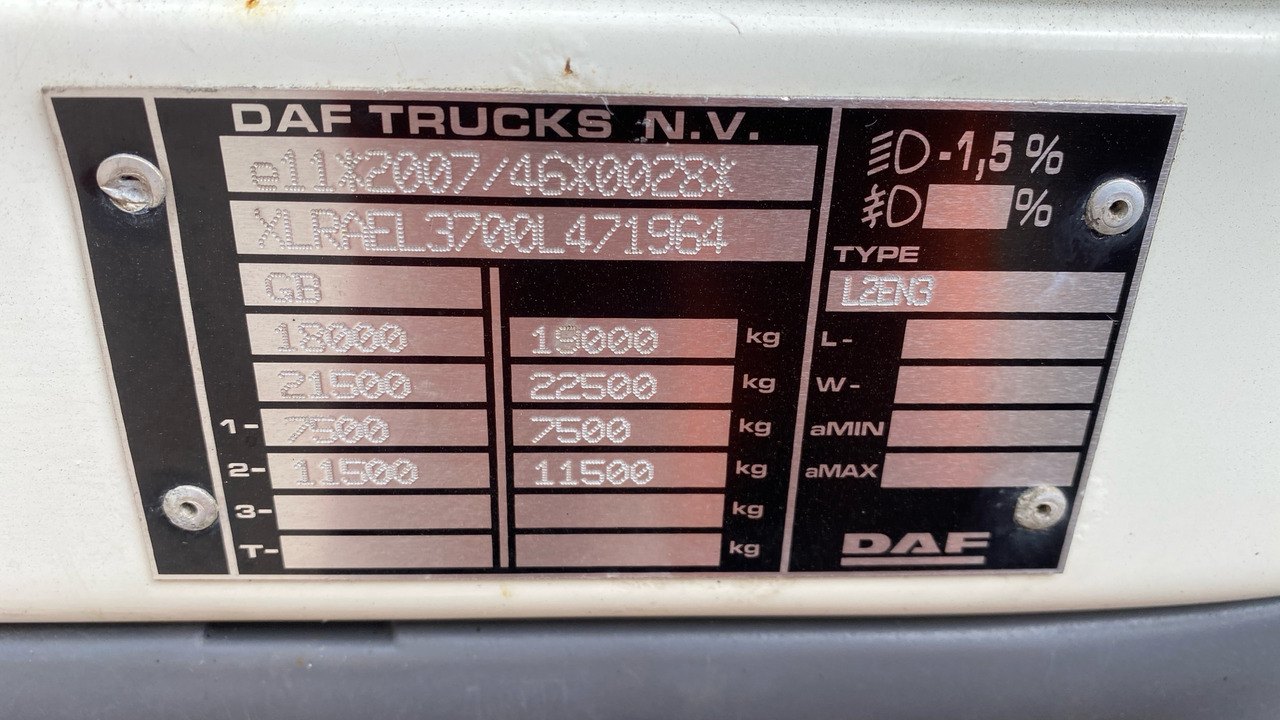 DAF TRUCKS N.V.
e11*2007/46*0028*
XLRAEL3700L471964
GB
18000 18000 kg
21500 22500 kg
1- 7500 7500 kg
2- 11500 11500 kg
3- kg
T- kg
-1,5 %
%
TYPE
L2EN3
L-
W-
aMIN
aMAX
DAF